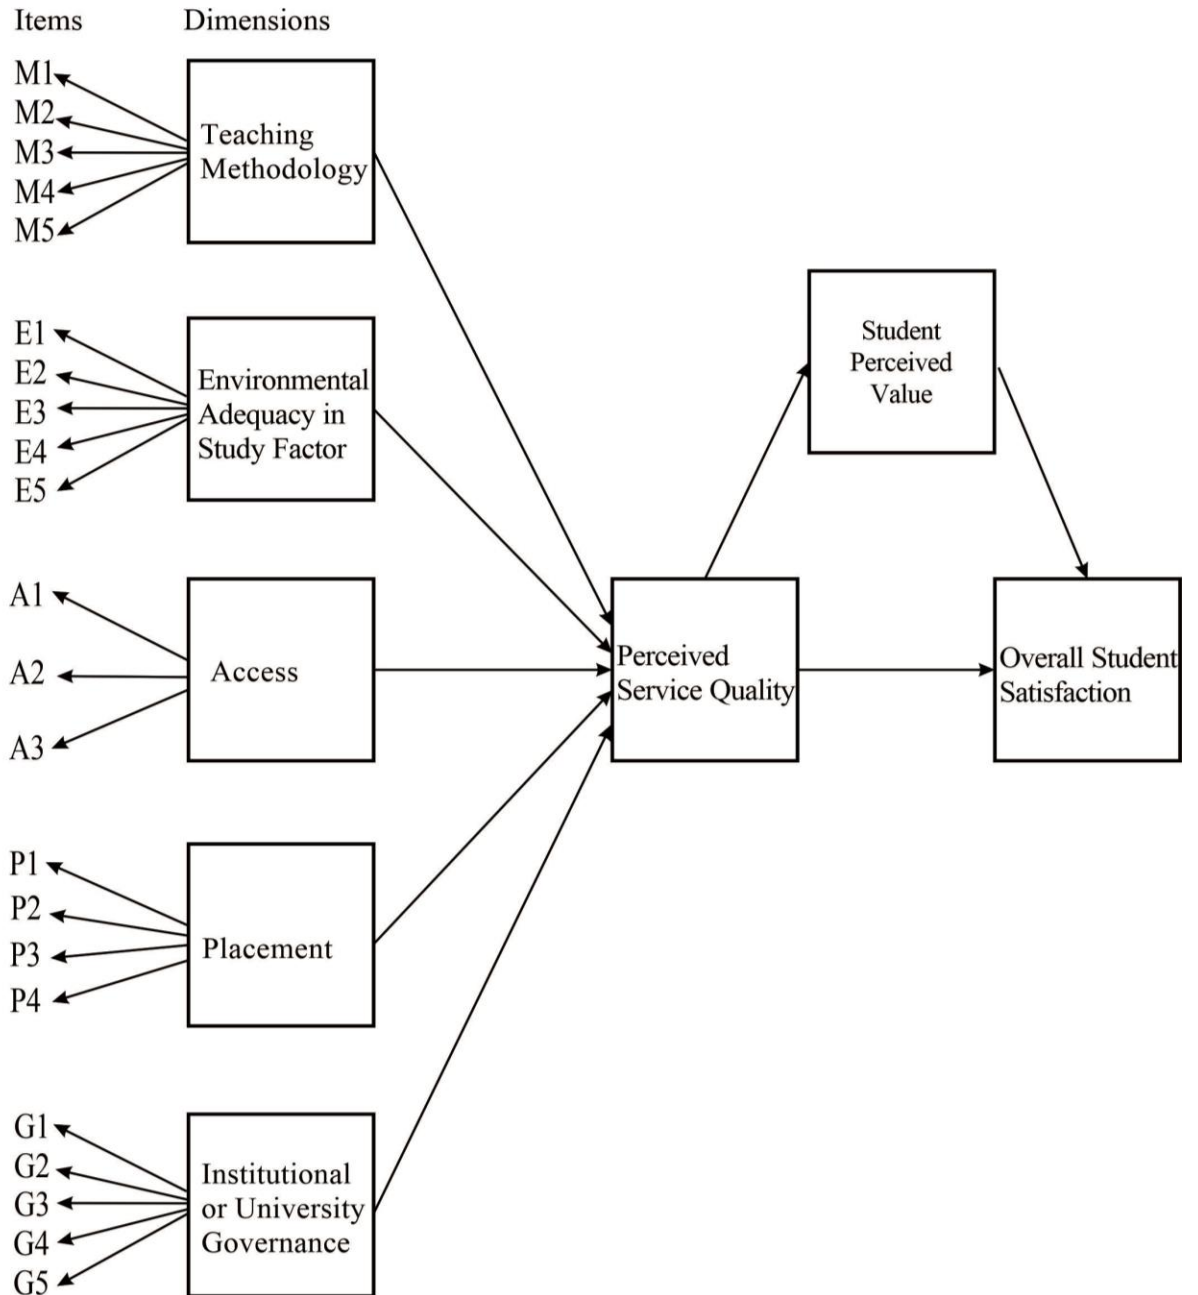 Items
Dimensions
M1
M2
M3
M4
M5
Teaching
Methodology
E1
E2
E3
E4
E5
Environmental
Adequacy in
Study Factor
A1
A2
A3
Access
P1
P2
P3
P4
Placement
G1
G2
G3
G4
G5
Institutional
or University
Governance
Perceived
Service Quality
Student
Perceived
Value
Overall Student
Satisfaction